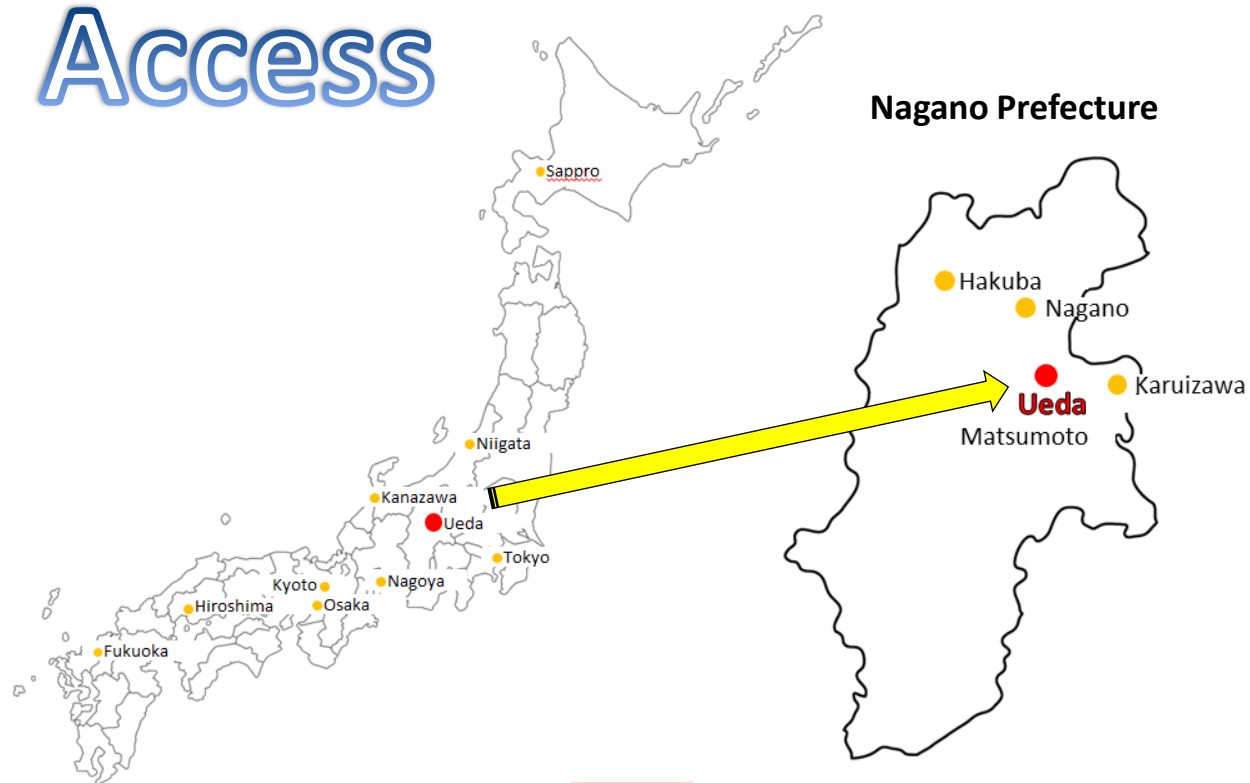 Access
Sappro
Niigata
Kanazawa
Ueda
Tokyo
Nagoya
Kyoto
Osaka
Hiroshima
Fukuoka
Nagano Prefecture
Hakuba
Nagano
Karuizawa
Ueda
Matsumoto